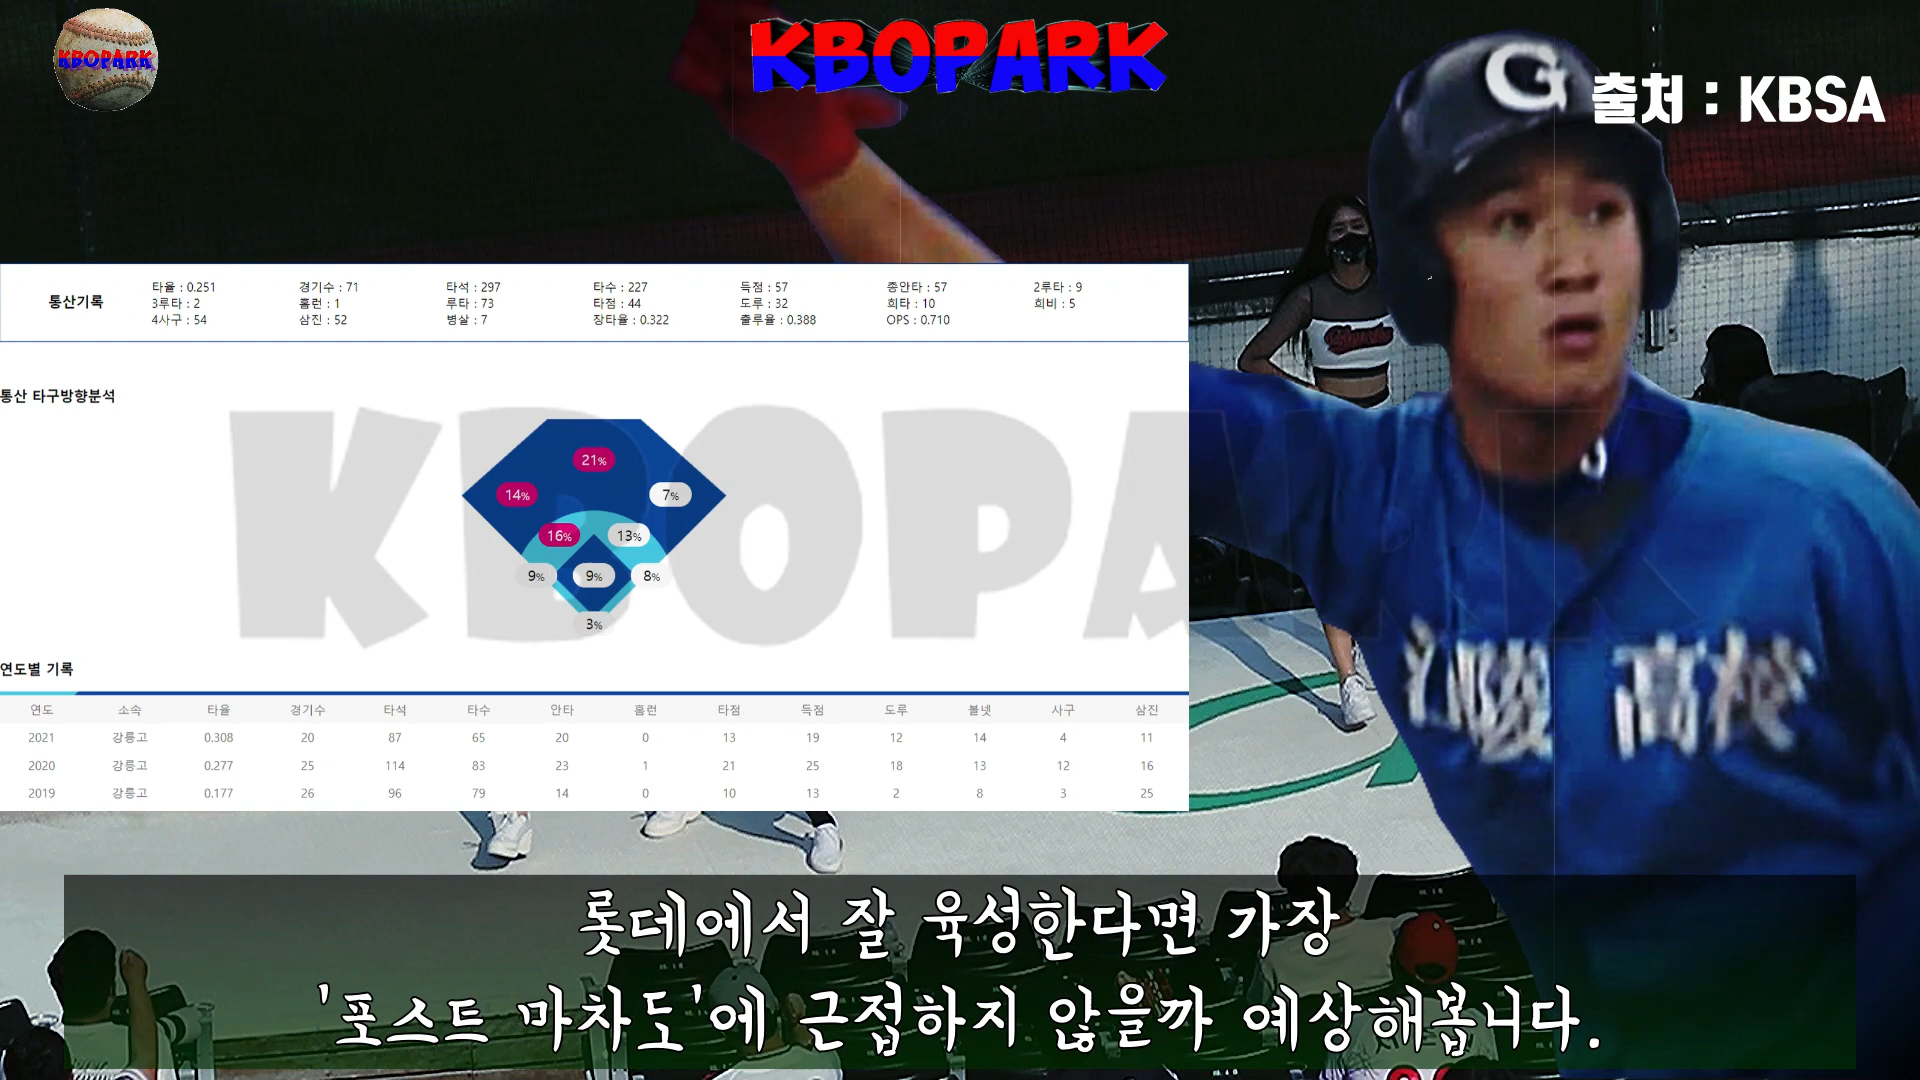 KBOPARK
KBOPARK
G
출처 : KBSA
통산기록
타율 : 0.251 경기수 : 71 타석 : 297 타수 : 227 득점 : 57 총안타 : 57 2루타 : 9
3루타 : 2 홈런 : 1 루타 : 73 타점 : 44 도루 : 32 희타 : 10 희비 : 5
4사구 : 54 삼진 : 52 병살 : 7 장타율 : 0.322 출루율 : 0.388 OPS : 0.710
통산 타구방향분석
KBOPARK
21%
14% 7%
16% 13%
9% 9% 8%
3%
高校
연도별 기록
연도 소속 타율 경기수 타석 타수 안타 홈런 타점 득점 도루 볼넷 사구 삼진
2021 강릉고 0.308 20 87 65 20 0 13 19 12 14 4 11
2020 강릉고 0.277 25 114 83 23 1 21 25 18 13 12 16
2019 강릉고 0.177 26 96 79 14 0 10 13 2 8 3 25
롯데에서 잘 육성한다면 가장
'포스트 마차도'에 근접하지 않을까 예상해봅니다.